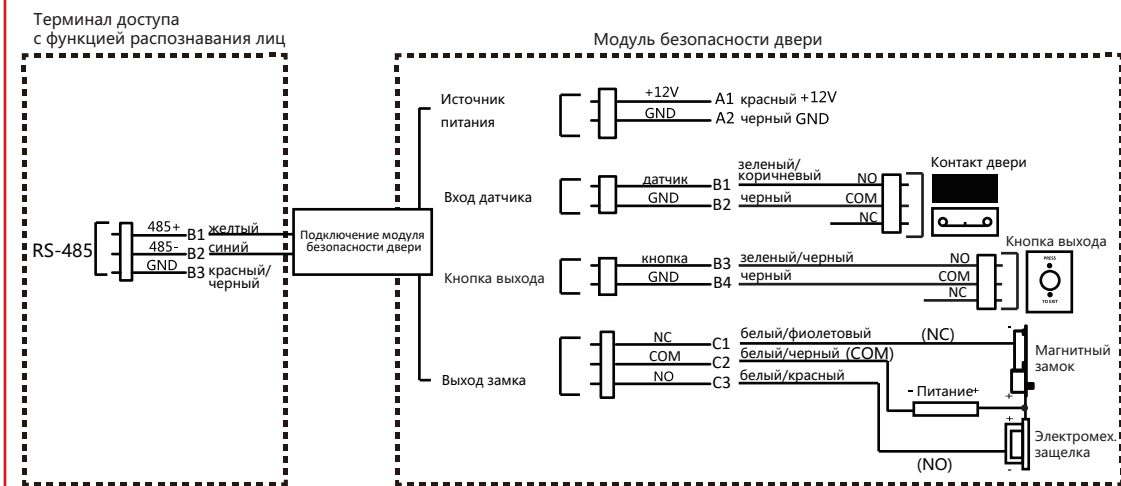 Терминал доступа
с функцией распознавания лиц
Модуль безопасности двери
RS-485
485+ B1 желтый
485- B2 синий
GND B3 красный/
черный
Подключение модуля
безопасности двери
Источник
питания
+12V A1 красный +12V
GND A2 черный GND
Вход датчика
датчик B1 зеленый/
коричневый NO
GND B2 черный COM
NC
Контакт двери
Кнопка выхода
кнопка B3 зеленый/черный NO
GND B4 черный COM
NC
Кнопка выхода
PRESS
TO EXIT
Выход замка
NC C1 белый/фиолетовый (NC)
COM C2 белый/черный (COM)
NO C3 белый/красный
- Питание+
(NO)
-
Магнитный
замок
+
+
Электромех.
защелка
-